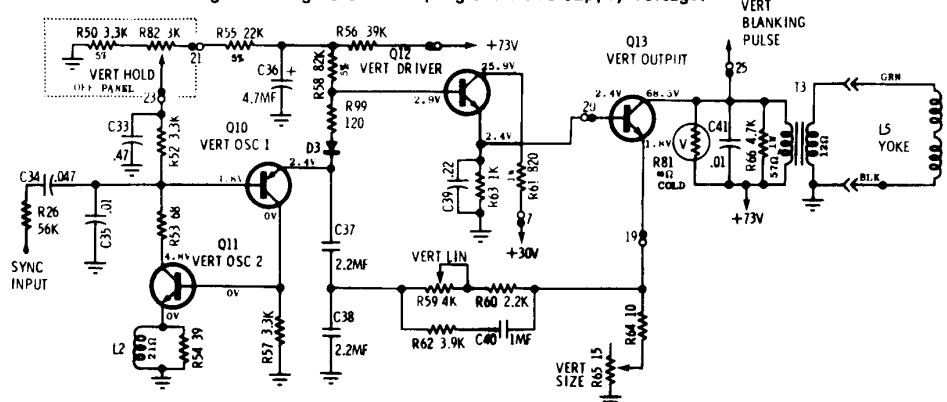 VERT
BLANKING
PULSE
R50 3.3K
5%
R82 3K
21
R55 22K
5%
R56 39K
+73V
VERT HOLD
OFF PANEL
23
C36
+
4.7MF
R58 82K
5%
Q12
VERT DRIVER
25.9V
2.9V
Q13
VERT OUTPUT
25
T3
GRN
C33
.47
R52 3.3K
Q10
VERT OSC 1
R99
120
D3
2.4V
20
2.4V
68.3V
1.8V
V
R81
COLD
C41
.01
R66 4.7K
57Ω
12Ω
L5
YOKE
BLK
+73V
C34
.047
R26
56K
SYNC
INPUT
C35
.01
1.8V
2.4V
0V
R53 68
Q11
VERT OSC 2
4.8V
0V
0V
L2
21Ω
R54 39
R57 3.3K
C37
2.2MF
C38
2.2MF
C39
.22
R63 1K
R61 820
7
+30V
VERT LIN
R59 4K
R60 2.2K
R62 3.9K
C40
1MF
19
R64 10
VERT
SIZE
R65 15